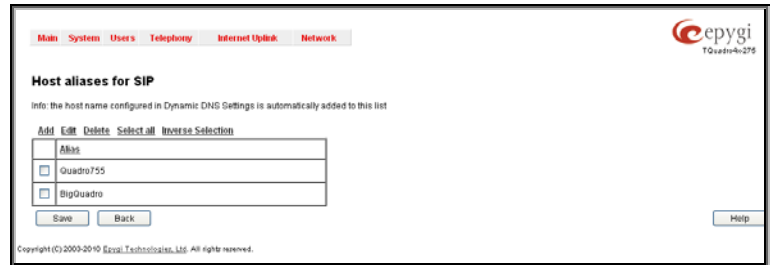 Main System Users Telephony Internet Uplink Network
epygi
TQuadro4x276
Host aliases for SIP
Info: the host name configured in Dynamic DNS Settings is automatically added to this list
Add Edit Delete Select all Inverse Selection
Alias
Quadro755
BigQuadro
Save Back Help
Copyright (C) 2003-2010 Epygi Technologies, Ltd. All rights reserved.